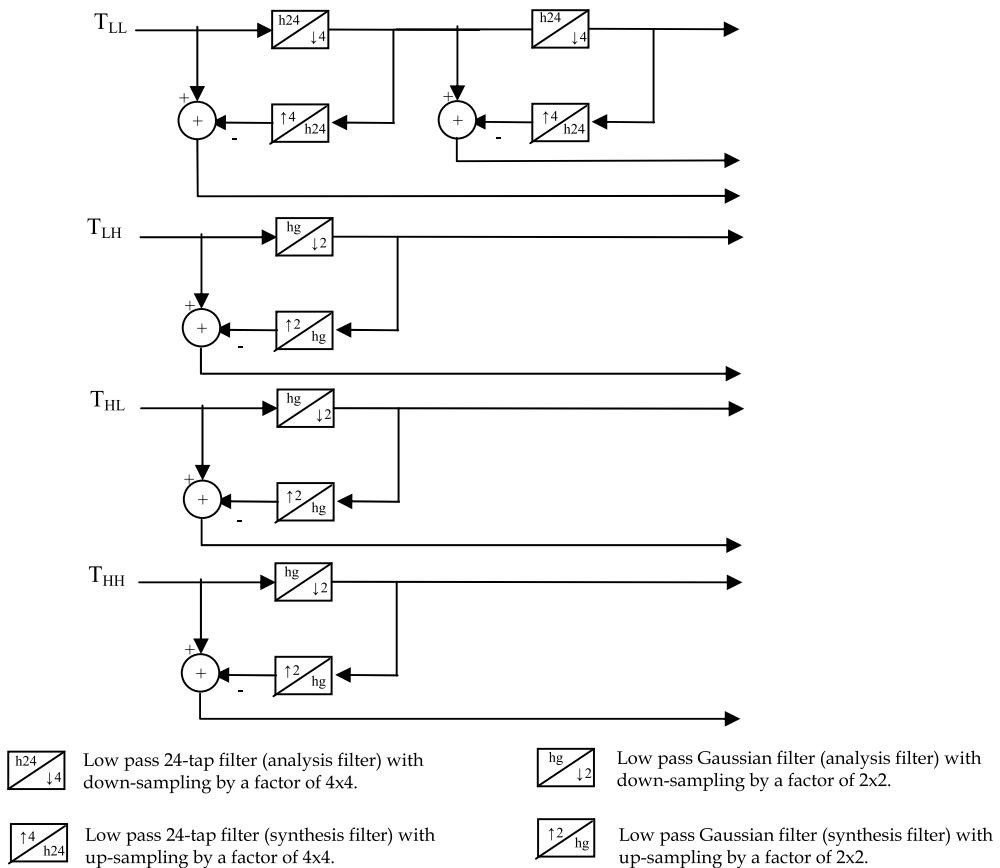 T_LL
h24 ↓4
h24 ↓4
+ + ↑4 h24
-
+ + ↑4 h24
-
T_LH
hg ↓2
+ + ↑2 hg
-
T_HL
hg ↓2
+ + ↑2 hg
-
T_HH
hg ↓2
+ + ↑2 hg
-
h24 ↓4
Low pass 24-tap filter (analysis filter) with
down-sampling by a factor of 4x4.
hg ↓2
Low pass Gaussian filter (analysis filter) with
down-sampling by a factor of 2x2.
↑4 h24
Low pass 24-tap filter (synthesis filter) with
up-sampling by a factor of 4x4.
↑2 hg
Low pass Gaussian filter (synthesis filter) with
up-sampling by a factor of 2x2.